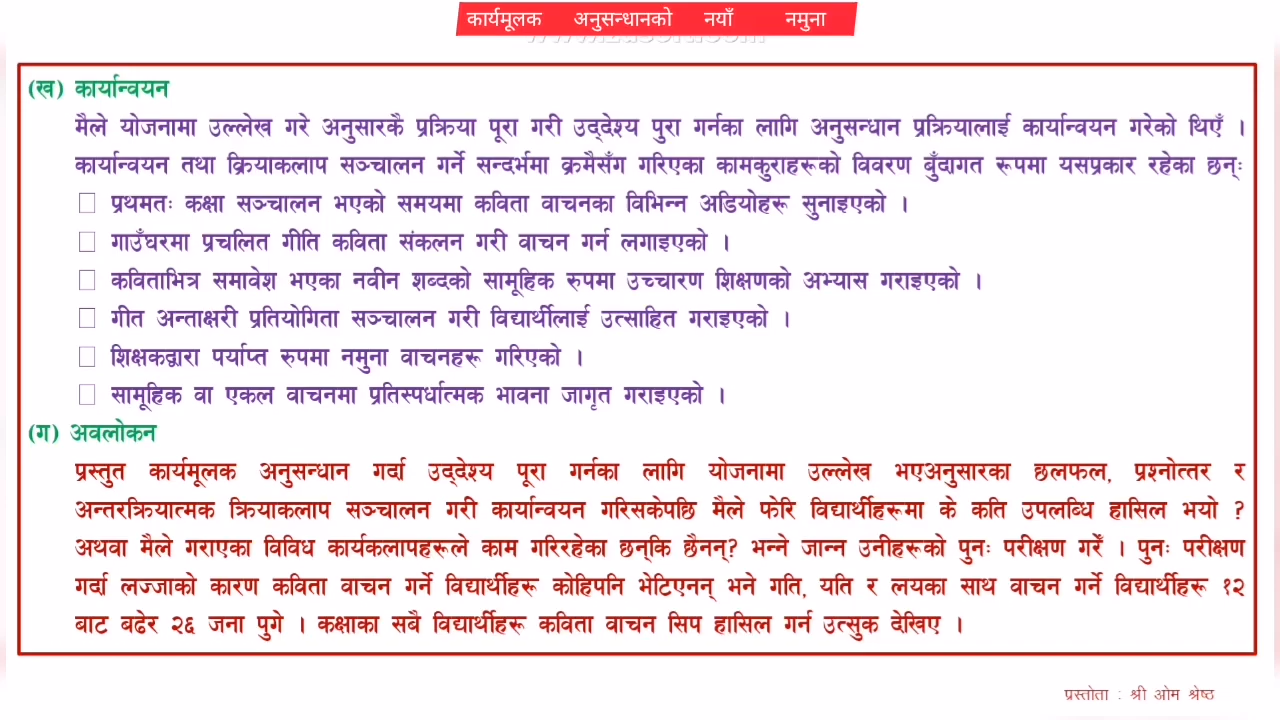 कार्यमूलक अनुसन्धानको नयाँ नमुना
(ख) कार्यान्वयन
मैले योजनामा उल्लेख गरे अनुसारकै प्रक्रिया पूरा गरी उद्देश्य पुरा गर्नका लागि अनुसन्धान प्रक्रियालाई कार्यान्वयन गरेको थिएँ ।
कार्यान्वयन तथा क्रियाकलाप सञ्चालन गर्ने सन्दर्भमा क्रमैसँग गरिएका कामकुराहरूको विवरण बुँदागत रूपमा यसप्रकार रहेका छन्ः
□ प्रथमतः कक्षा सञ्चालन भएको समयमा कविता वाचनका विभिन्न अडियोहरू सुनाइएको ।
□ गाउँघरमा प्रचलित गीति कविता संकलन गरी वाचन गर्न लगाइएको ।
□ कविताभित्र समावेश भएका नवीन शब्दको सामूहिक रुपमा उच्चारण शिक्षणको अभ्यास गराइएको ।
□ गीत अन्ताक्षरी प्रतियोगिता सञ्चालन गरी विद्यार्थीलाई उत्साहित गराइएको ।
□ शिक्षकद्वारा पर्याप्त रुपमा नमुना वाचनहरू गरिएको ।
□ सामूहिक वा एकल वाचनमा प्रतिस्पर्धात्मक भावना जागृत गराइएको ।
(ग) अवलोकन
प्रस्तुत कार्यमूलक अनुसन्धान गर्दा उद्देश्य पूरा गर्नका लागि योजनामा उल्लेख भएअनुसारका छलफल, प्रश्नोत्तर र
अन्तरक्रियात्मक क्रियाकलाप सञ्चालन गरी कार्यान्वयन गरिसकेपछि मैले फेरि विद्यार्थीहरूमा के कति उपलब्धि हासिल भयो ?
अथवा मैले गराएका विविध कार्यकलापहरूले काम गरिरहेका छन्कि छैनन्? भन्ने जान्न उनीहरूको पुनः परीक्षण गरेँ । पुनः परीक्षण
गर्दा लज्जाको कारण कविता वाचन गर्ने विद्यार्थीहरू कोहिपनि भेटिएनन् भने गति, यति र लयका साथ वाचन गर्ने विद्यार्थीहरू १२
बाट बढेर २६ जना पुगे । कक्षाका सबै विद्यार्थीहरू कविता वाचन सिप हासिल गर्न उत्सुक देखिए ।
प्रस्तोता : श्री ओम श्रेष्ठ